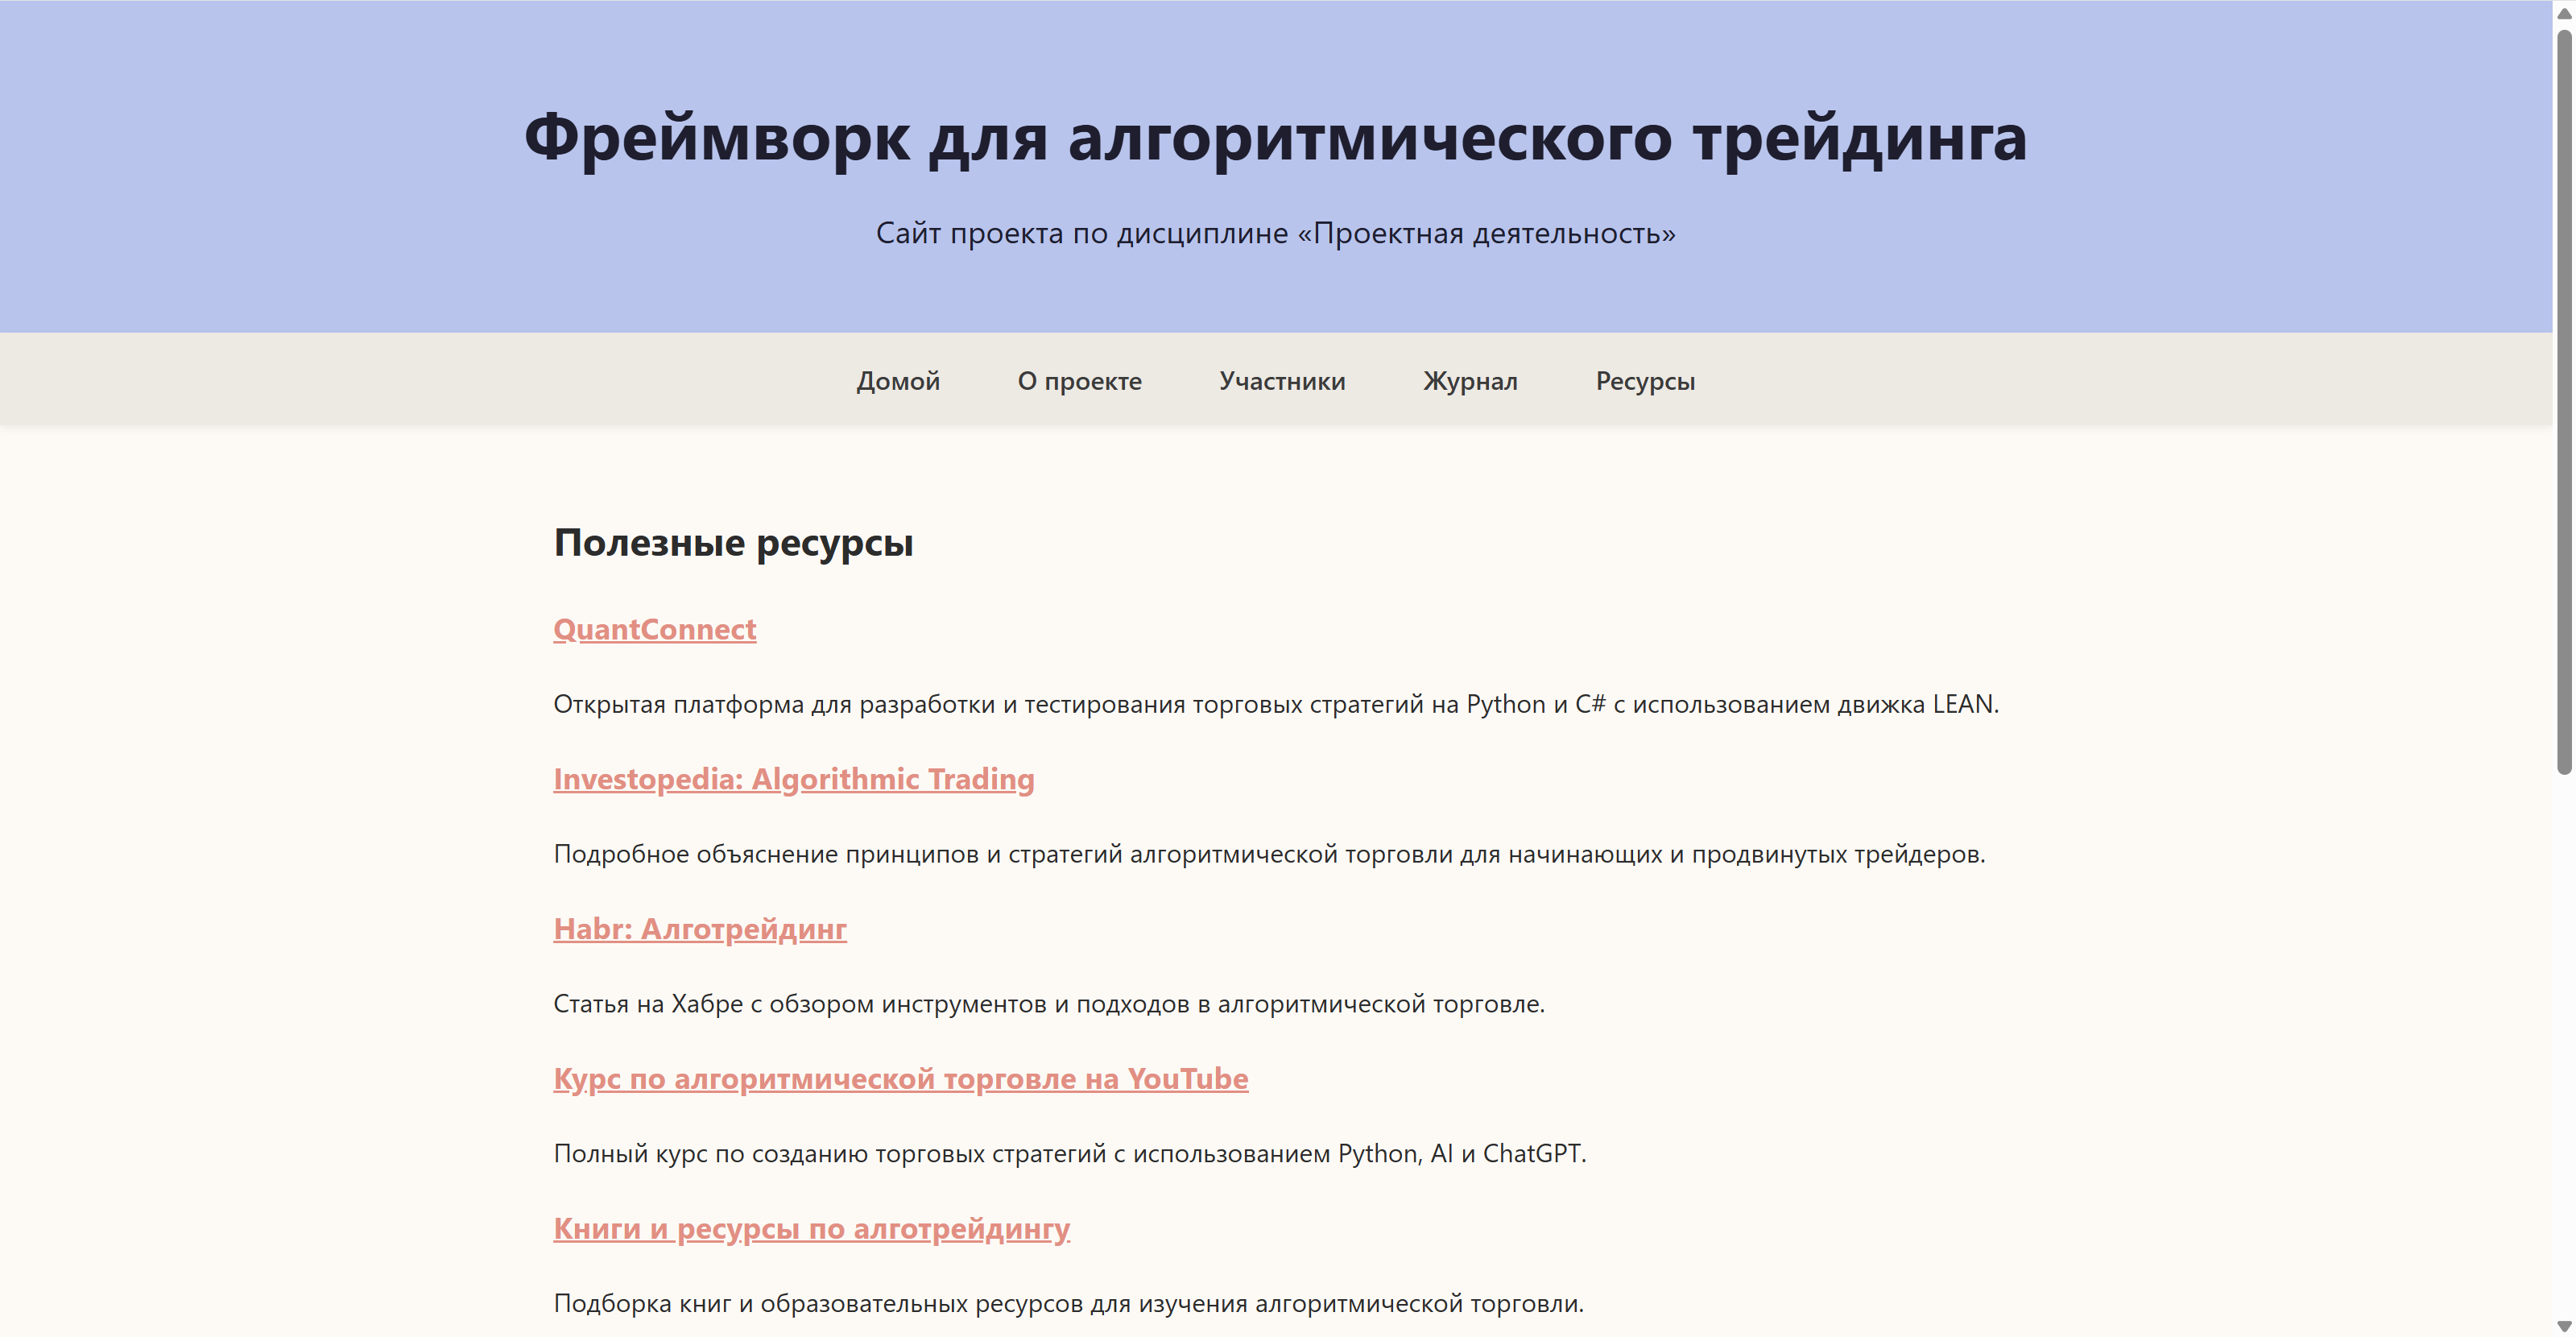 Фреймворк для алгоритмического трейдинга
Сайт проекта по дисциплине «Проектная деятельность»
Домой О проекте Участники Журнал Ресурсы
Полезные ресурсы
QuantConnect
Открытая платформа для разработки и тестирования торговых стратегий на Python и C# с использованием движка LEAN.
Investopedia: Algorithmic Trading
Подробное объяснение принципов и стратегий алгоритмической торговли для начинающих и продвинутых трейдеров.
Habr: Алготрейдинг
Статья на Хабре с обзором инструментов и подходов в алгоритмической торговле.
Курс по алгоритмической торговле на YouTube
Полный курс по созданию торговых стратегий с использованием Python, AI и ChatGPT.
Книги и ресурсы по алготрейдингу
Подборка книг и образовательных ресурсов для изучения алгоритмической торговли.